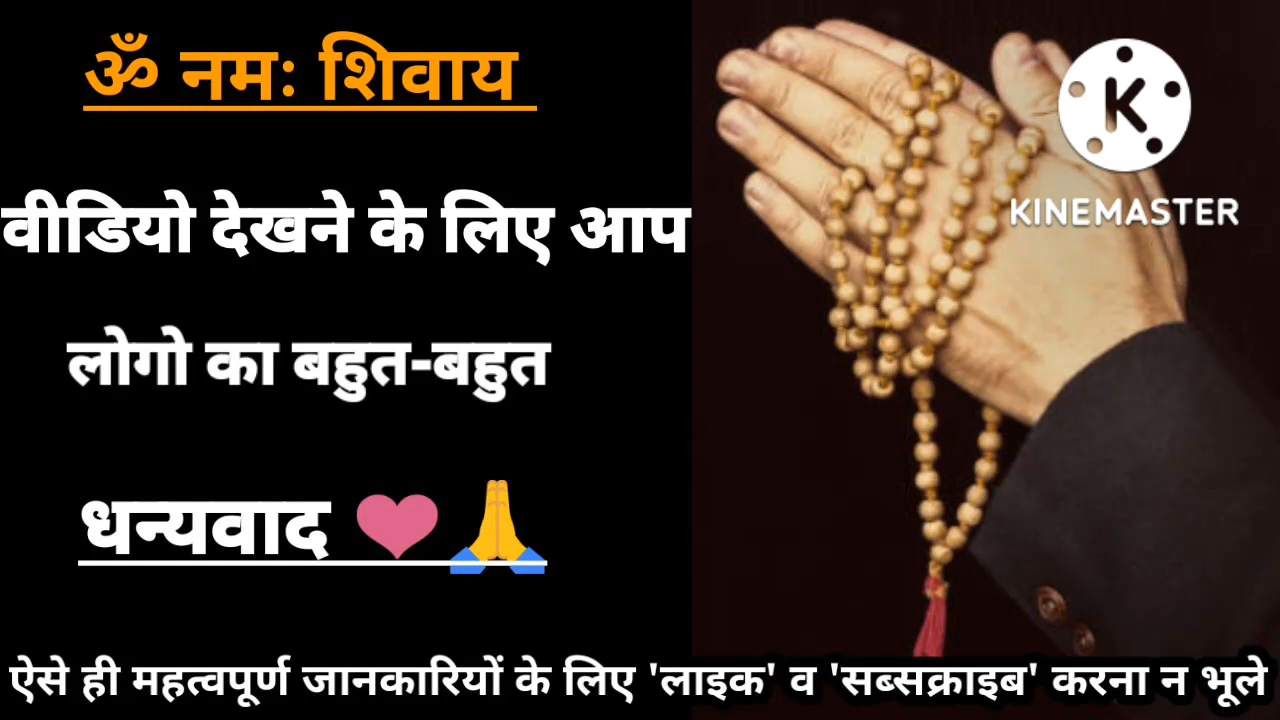 ॐ नमः शिवाय
वीडियो देखने के लिए आप
लोगो का बहुत-बहुत
धन्यवाद ❤🙏
K
KINEMASTER
ऐसे ही महत्वपूर्ण जानकारियों के लिए 'लाइक' व 'सब्सक्राइब' करना न भूले